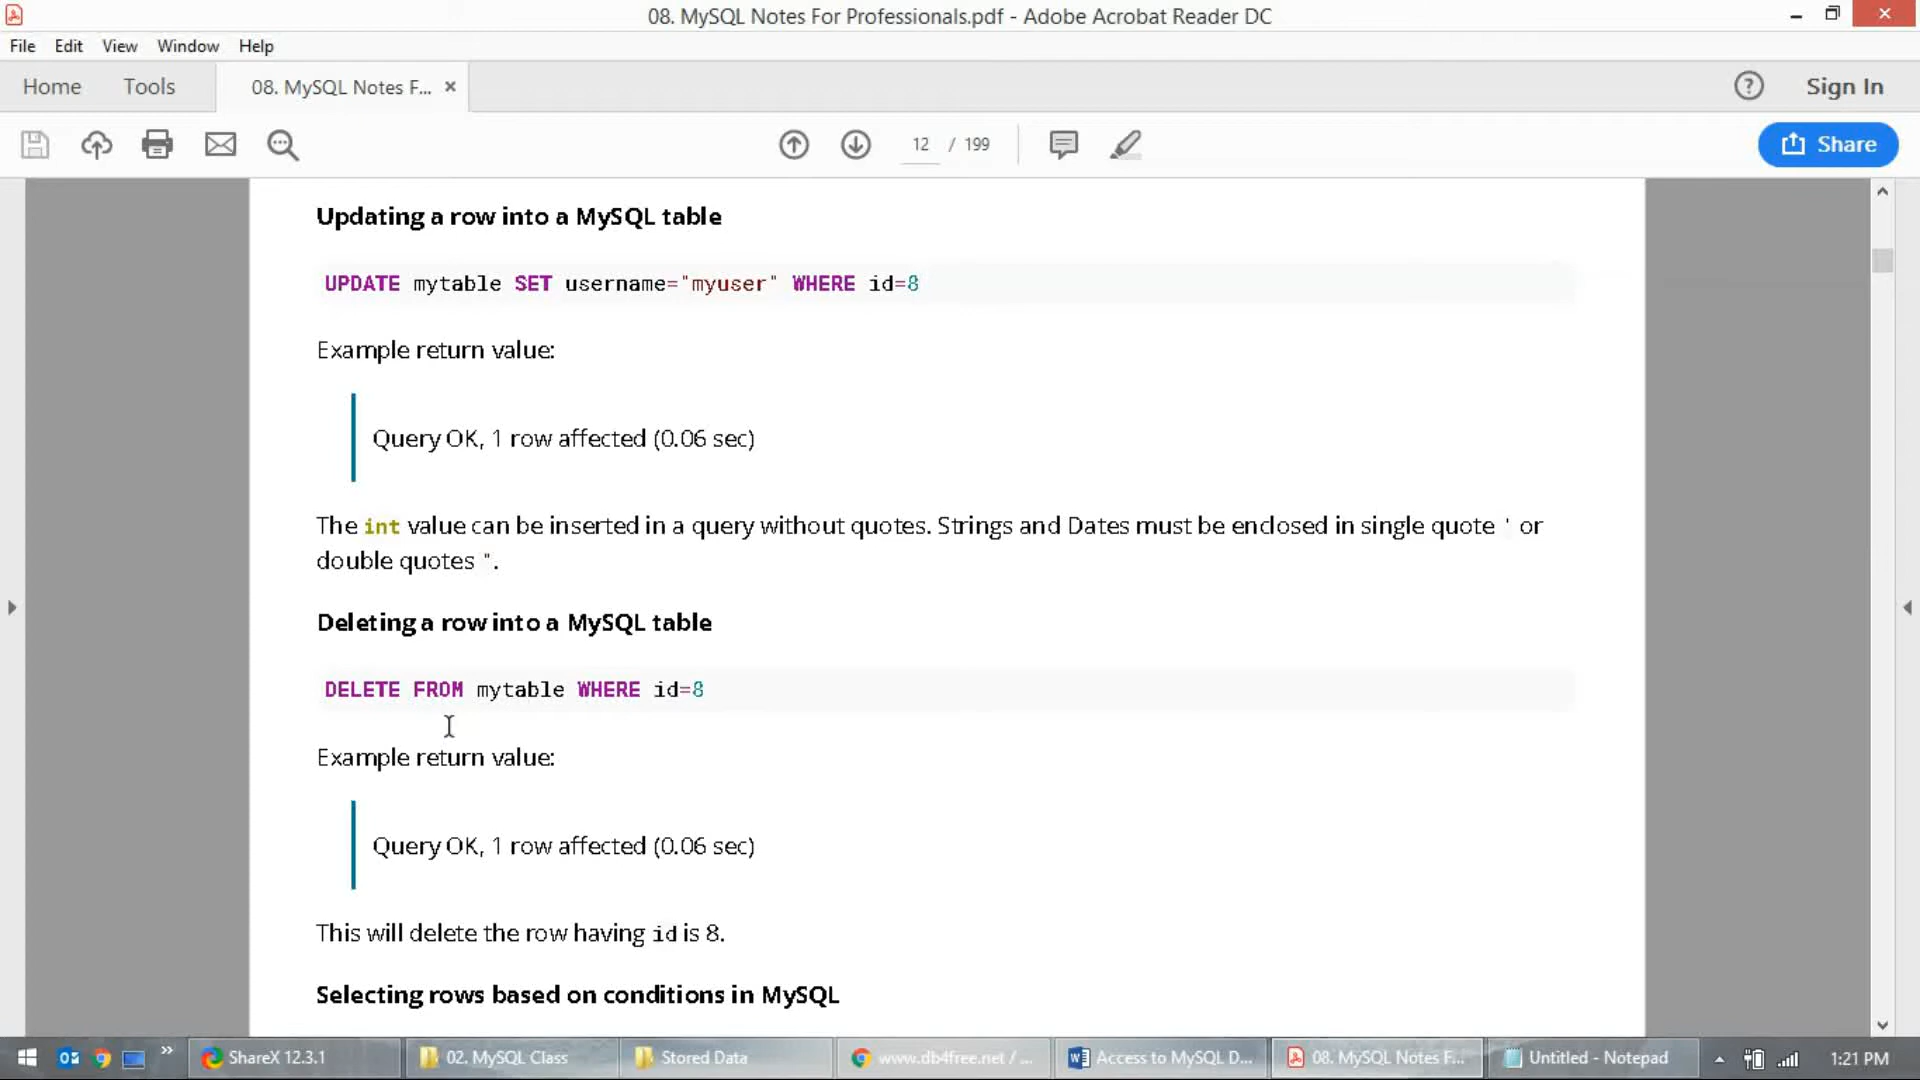 08. MySQL Notes For Professionals.pdf - Adobe Acrobat Reader DC
File Edit View Window Help
Home Tools 08. MySQL Notes F... × Sign In
12 / 199 Share
Updating a row into a MySQL table
UPDATE mytable SET username="myuser" WHERE id=8
Example return value:
Query OK, 1 row affected (0.06 sec)
The int value can be inserted in a query without quotes. Strings and Dates must be enclosed in single quote ' or
double quotes ".
Deleting a row into a MySQL table
DELETE FROM mytable WHERE id=8
Example return value:
Query OK, 1 row affected (0.06 sec)
This will delete the row having id is 8.
Selecting rows based on conditions in MySQL
ShareX 12.3.1 02. MySQL Class Stored Data www.db4free.net / ... Access to MySQL D... 08. MySQL Notes F... Untitled - Notepad 1:21 PM